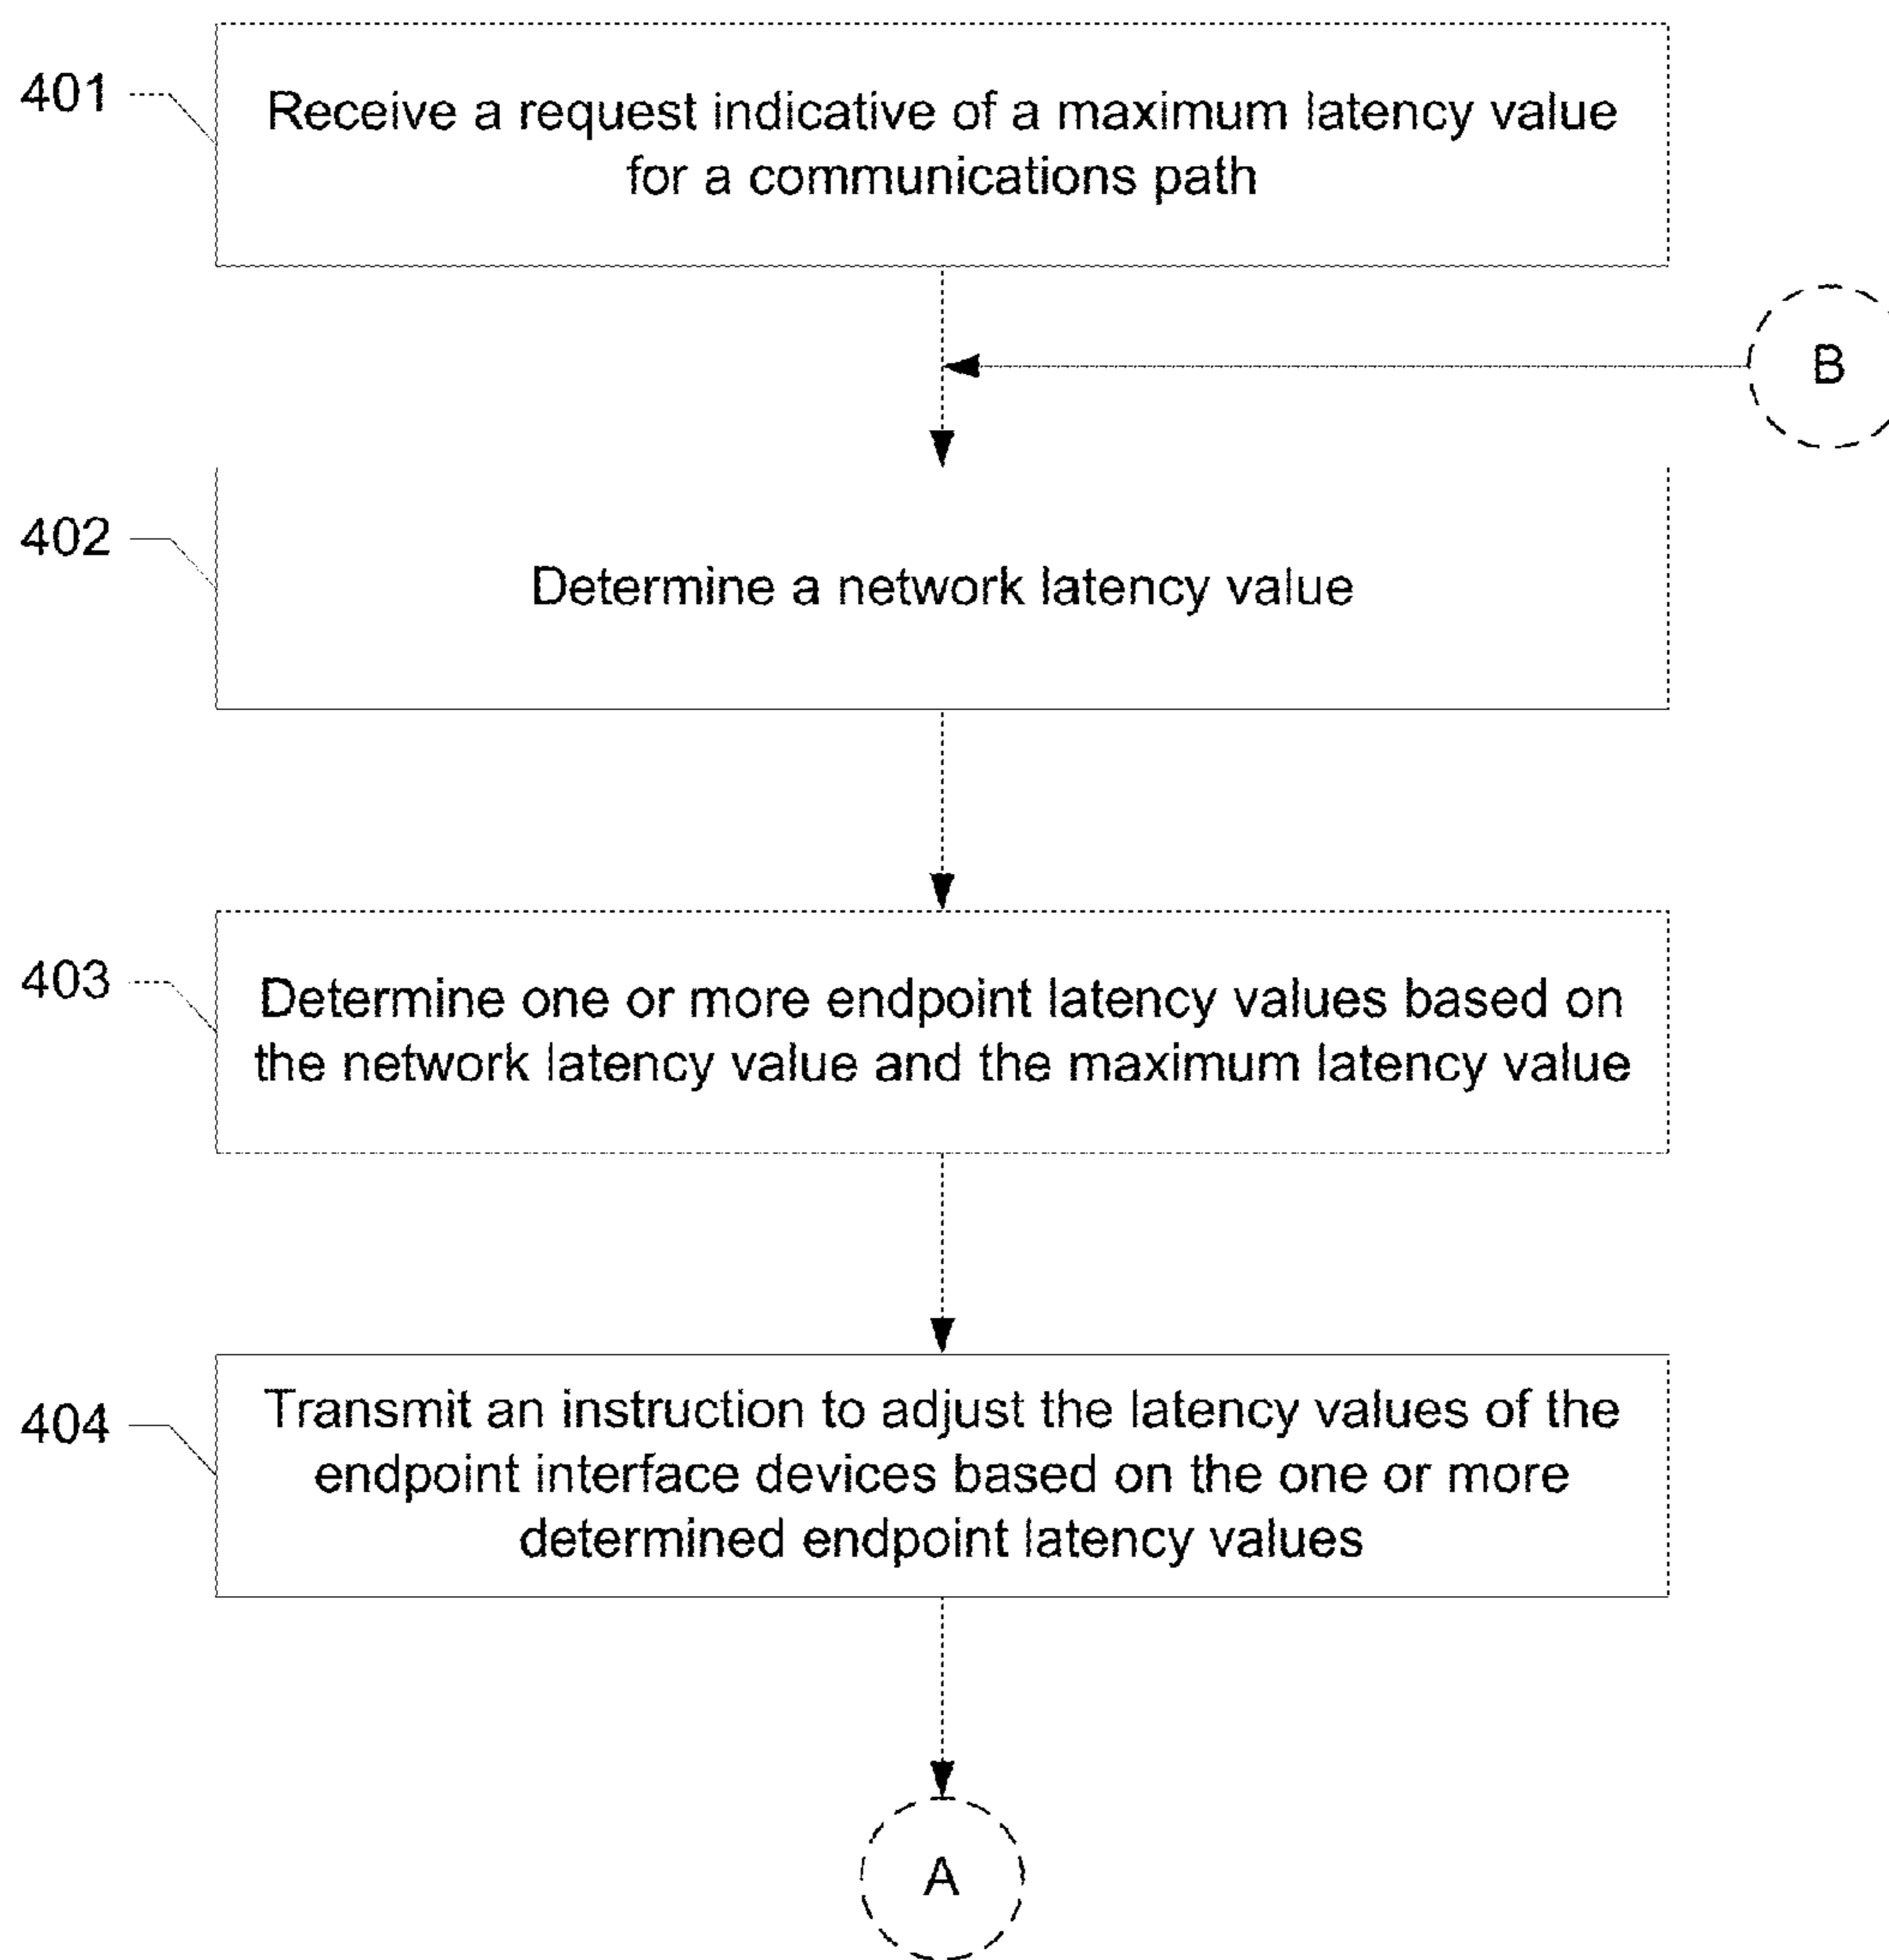 401
Receive a request indicative of a maximum latency value
for a communications path
B
402
Determine a network latency value
403
Determine one or more endpoint latency values based on
the network latency value and the maximum latency value
404
Transmit an instruction to adjust the latency values of the
endpoint interface devices based on the one or more
determined endpoint latency values
A